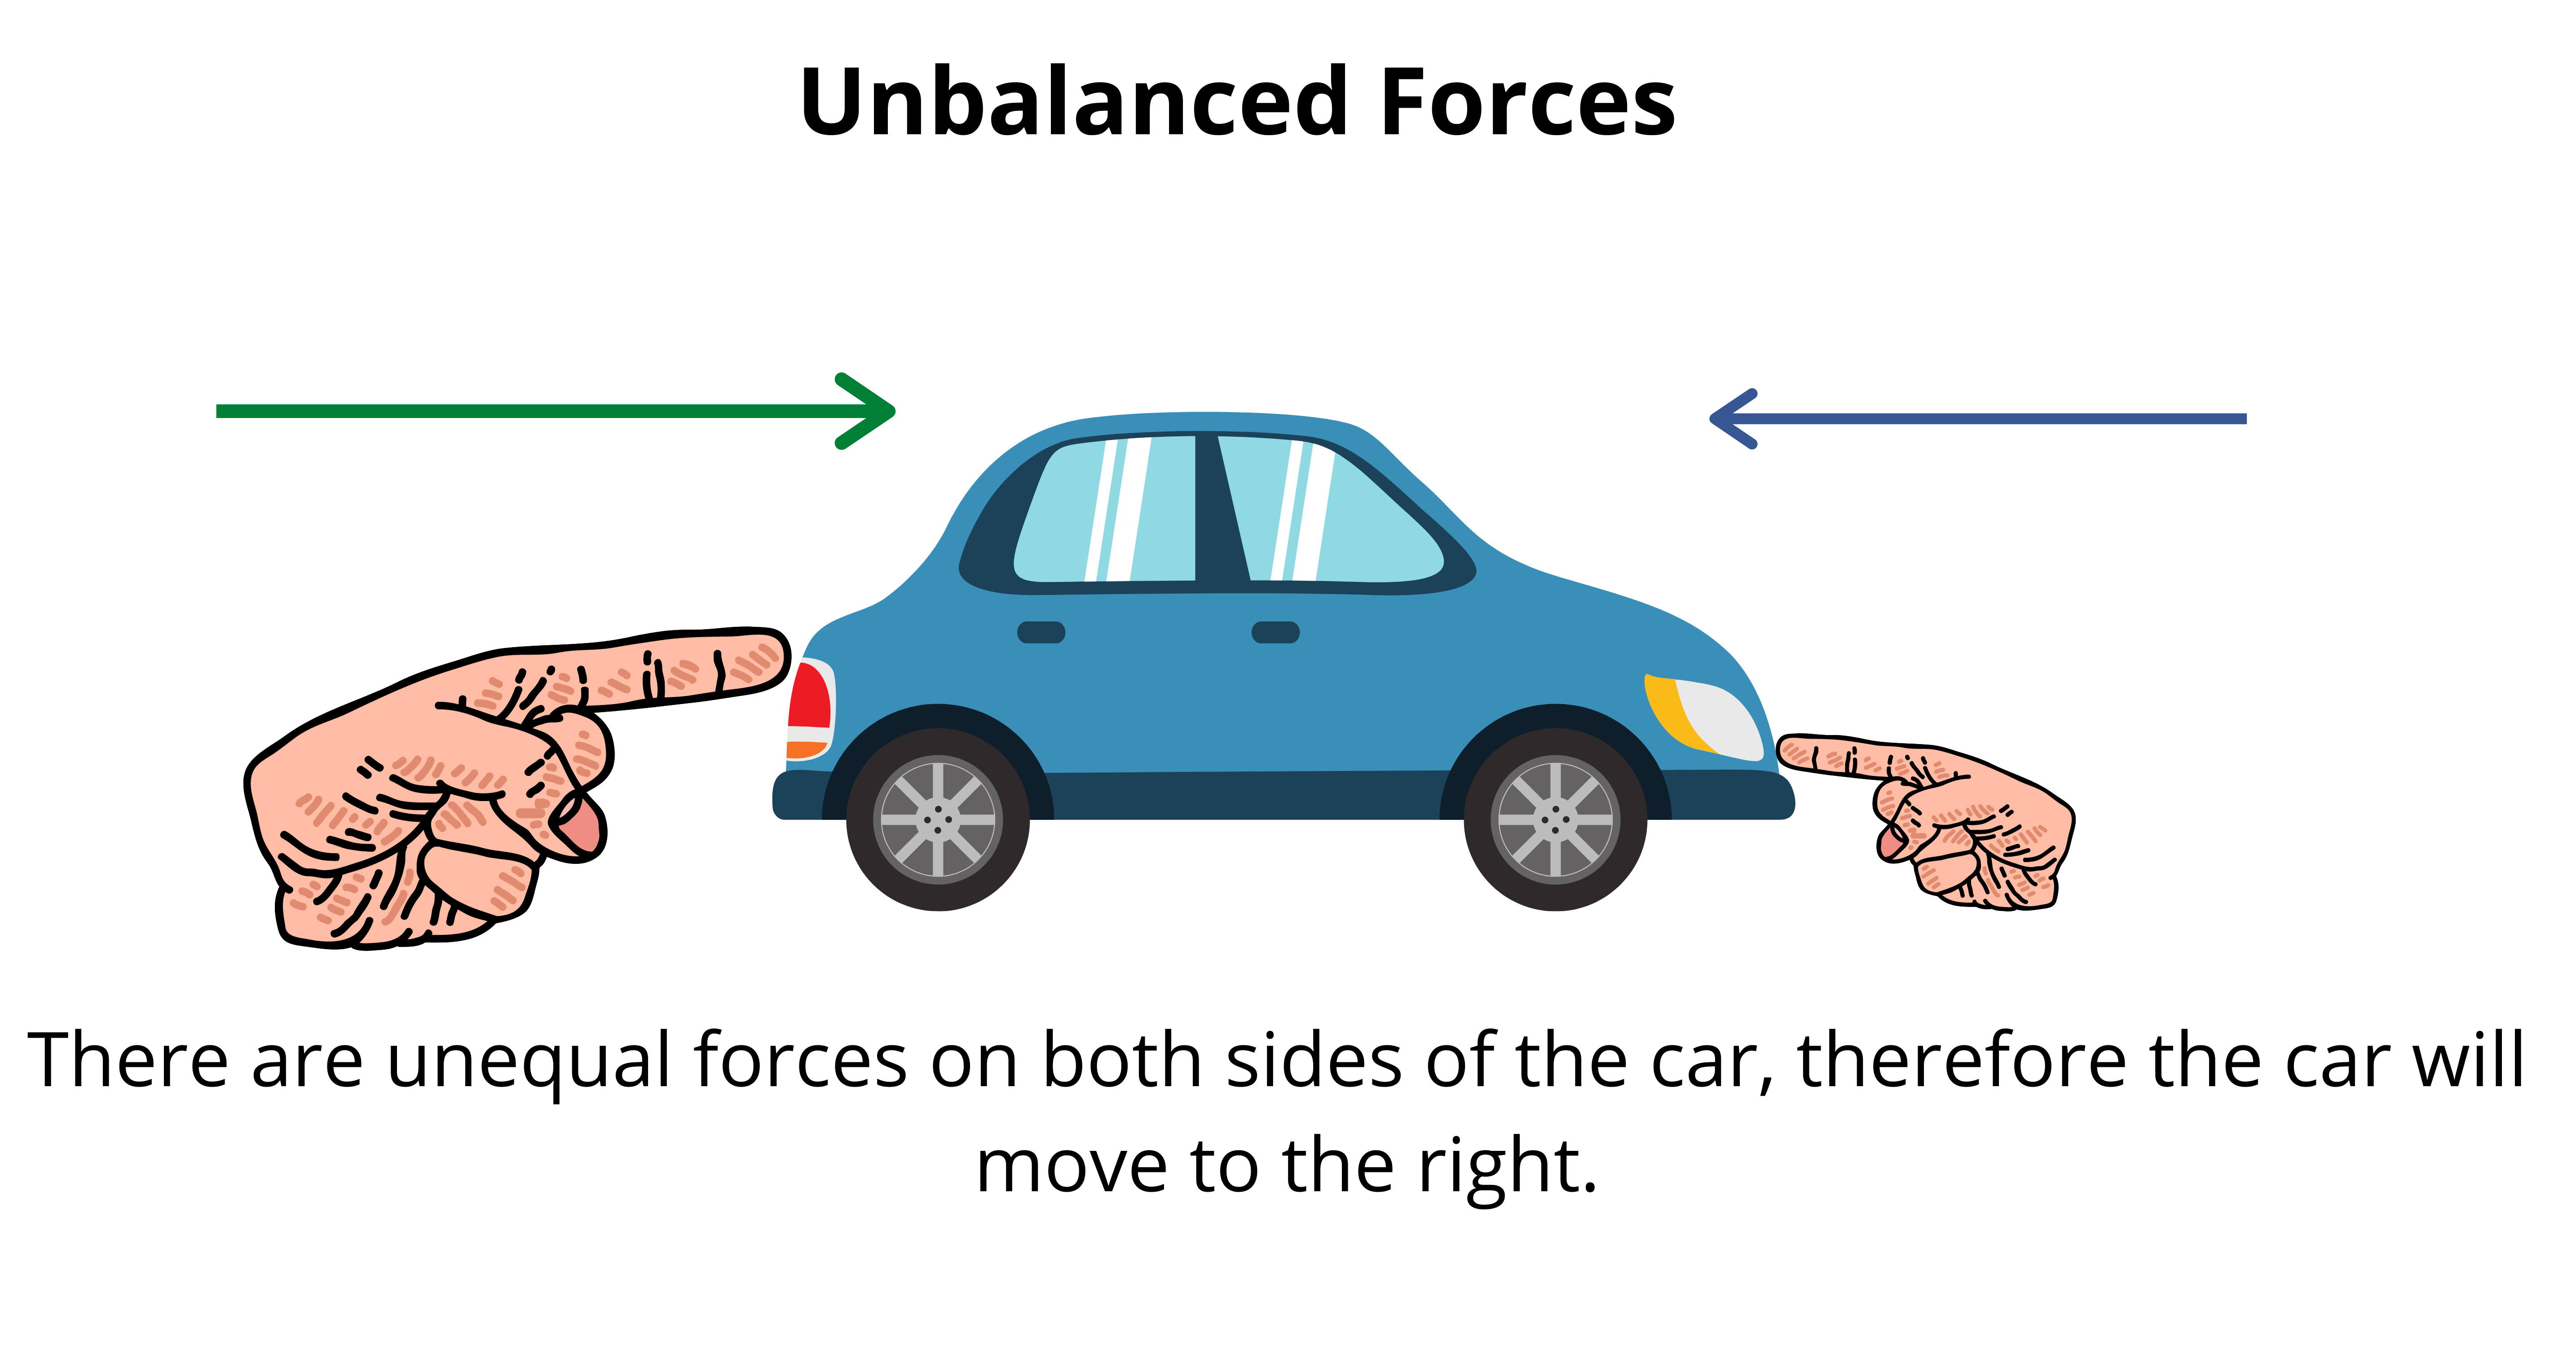 Unbalanced Forces
There are unequal forces on both sides of the car, therefore the car will
move to the right.